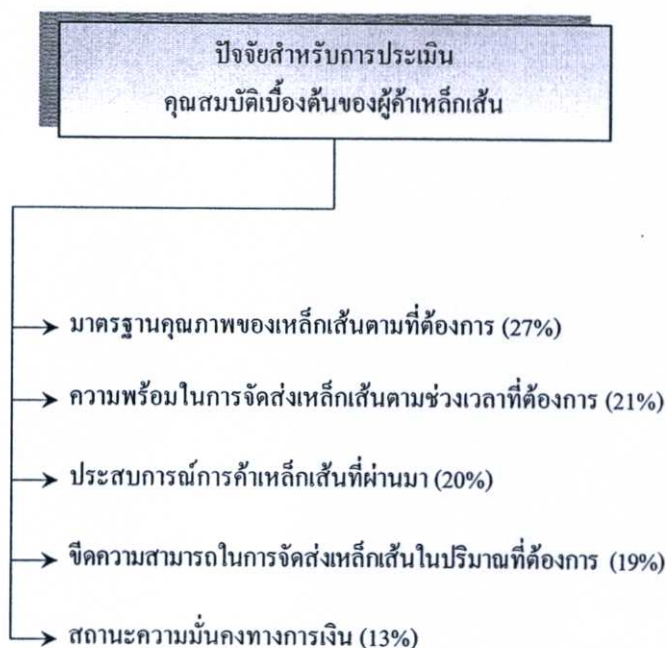 ปัจจัยสำหรับการประเมิน
คุณสมบัติเบื้องต้นของผู้ค้าเหล็กเส้น
มาตรฐานคุณภาพของเหล็กเส้นตามที่ต้องการ (27%)
ความพร้อมในการจัดส่งเหล็กเส้นตามช่วงเวลาที่ต้องการ (21%)
ประสบการณ์การค้าเหล็กเส้นที่ผ่านมา (20%)
ขีดความสามารถในการจัดส่งเหล็กเส้นในปริมาณที่ต้องการ (19%)
สถานะความมั่นคงทางการเงิน (13%)